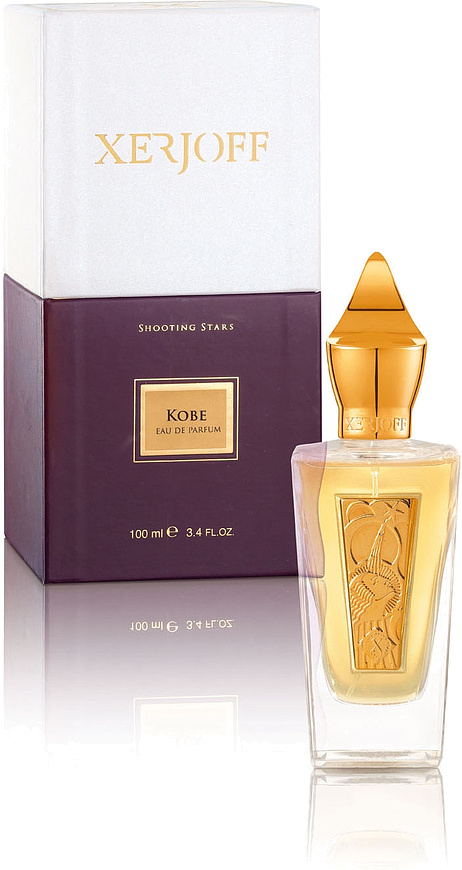 XERJOFF
SHOOTING STARS
KOBE
EAU DE PARFUM
100 ml ℮ 3.4 FL.OZ.
XERJOFF